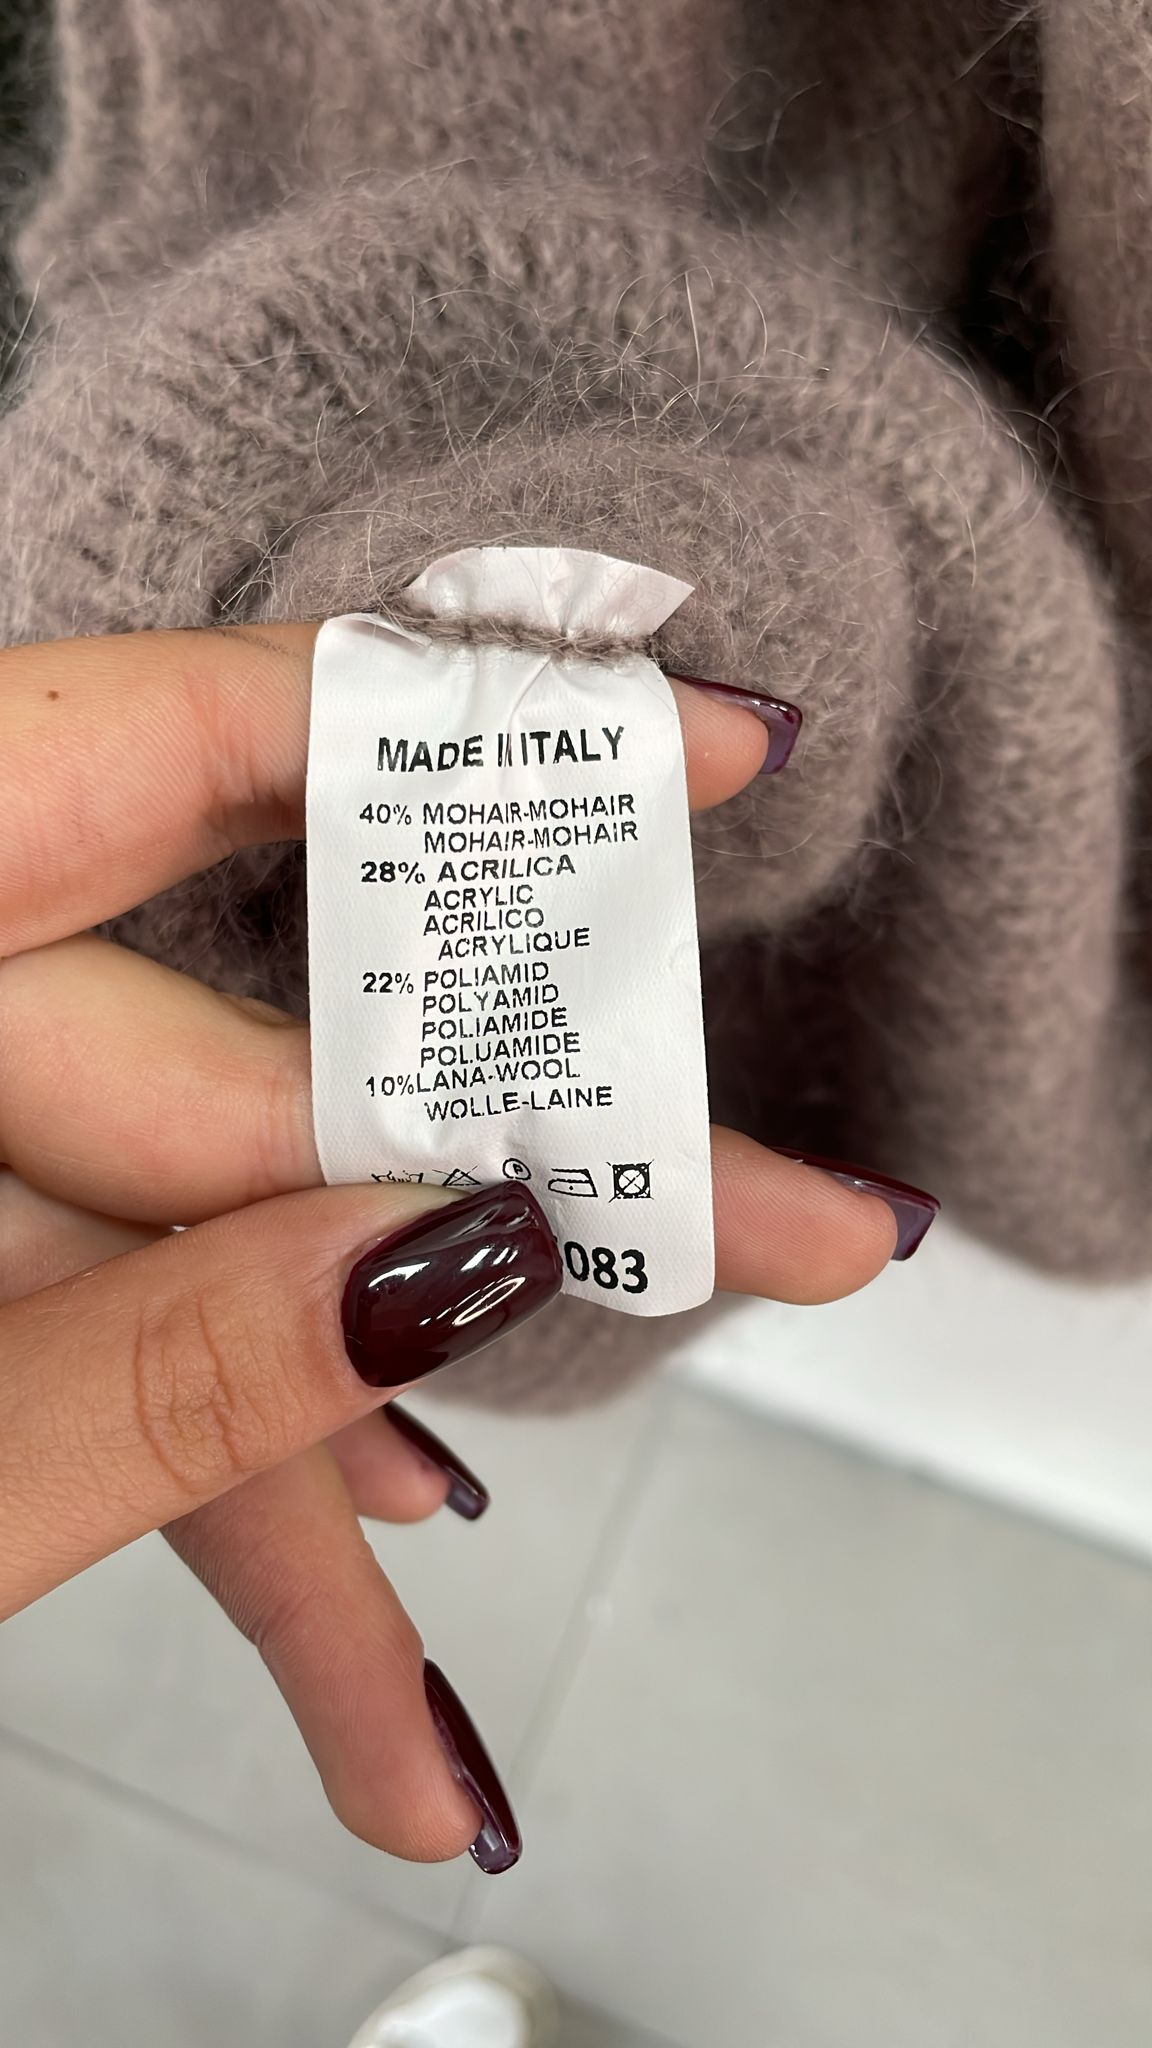 MADE IN ITALY
40% MOHAIR-MOHAIR
MOHAIR-MOHAIR
28% ACRILICA
ACRYLIC
ACRILICO
ACRYLIQUE
22% POLIAMID
POLYAMID
POLIAMIDE
POLUAMIDE
10%LANA-WOOL
WOLLE-LAINE
P
083